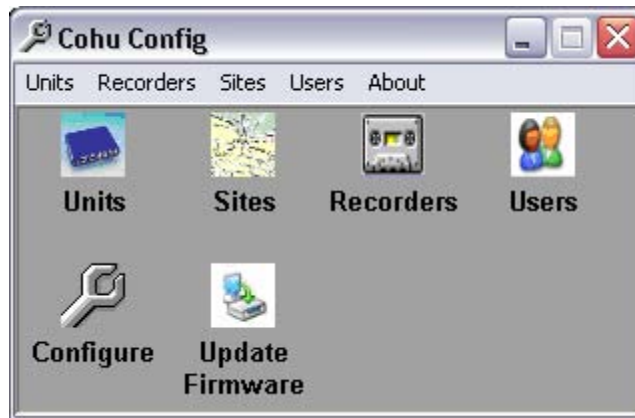 Cohu Config
Units Recorders Sites Users About
Units Sites Recorders Users
Configure Update
Firmware